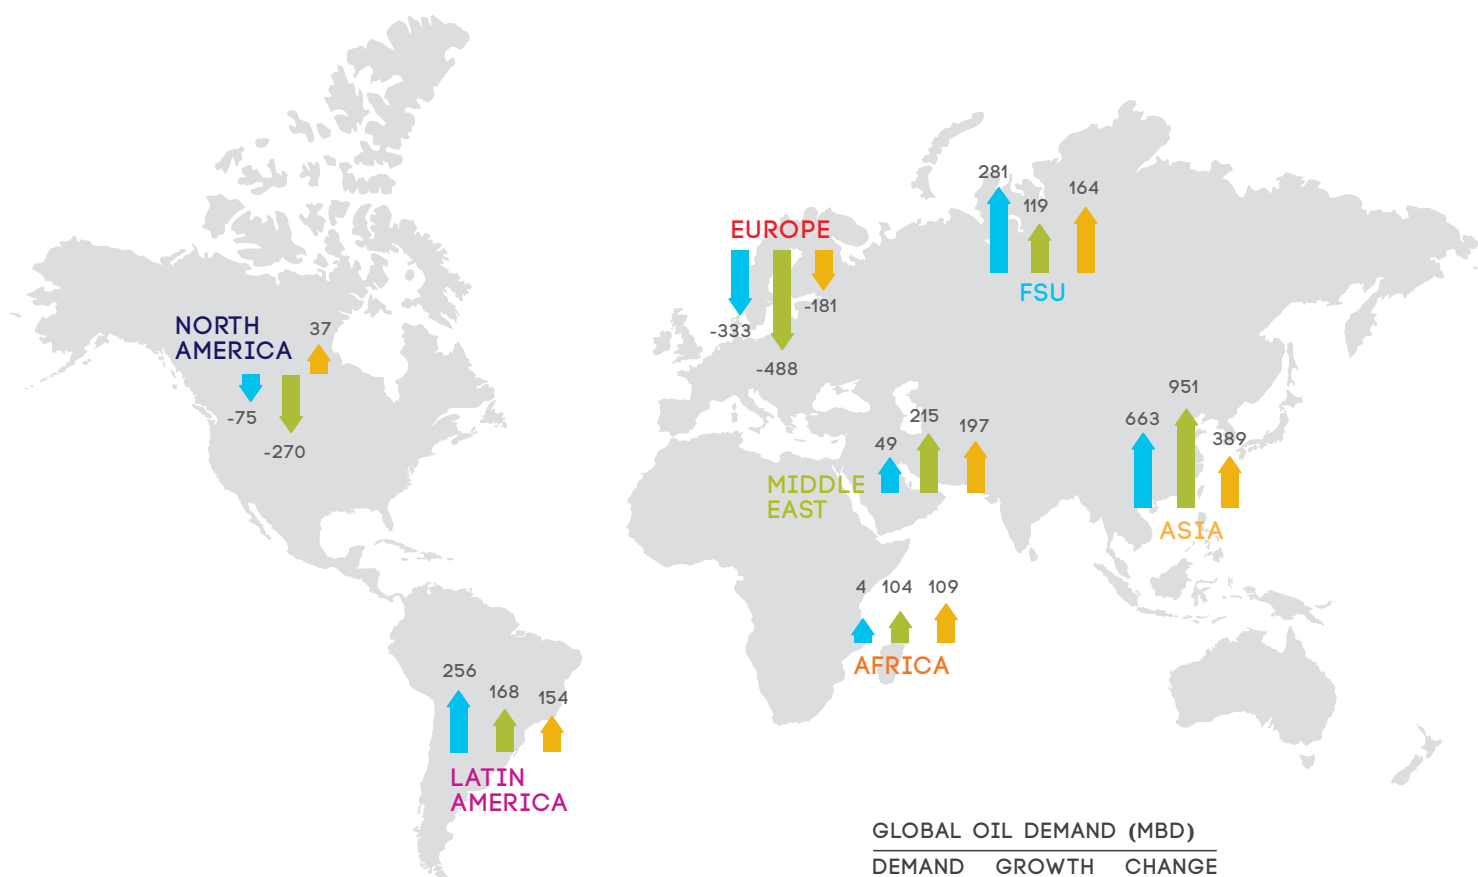 281
164
119
FSU
EUROPE
-333
-488
-181
NORTH
AMERICA
37
-75
-270
951
663
389
ASIA
215
197
49
MIDDLE
EAST
4
104
109
AFRICA
256
168
154
LATIN
AMERICA
GLOBAL OIL DEMAND (MBD)
DEMAND GROWTH CHANGE